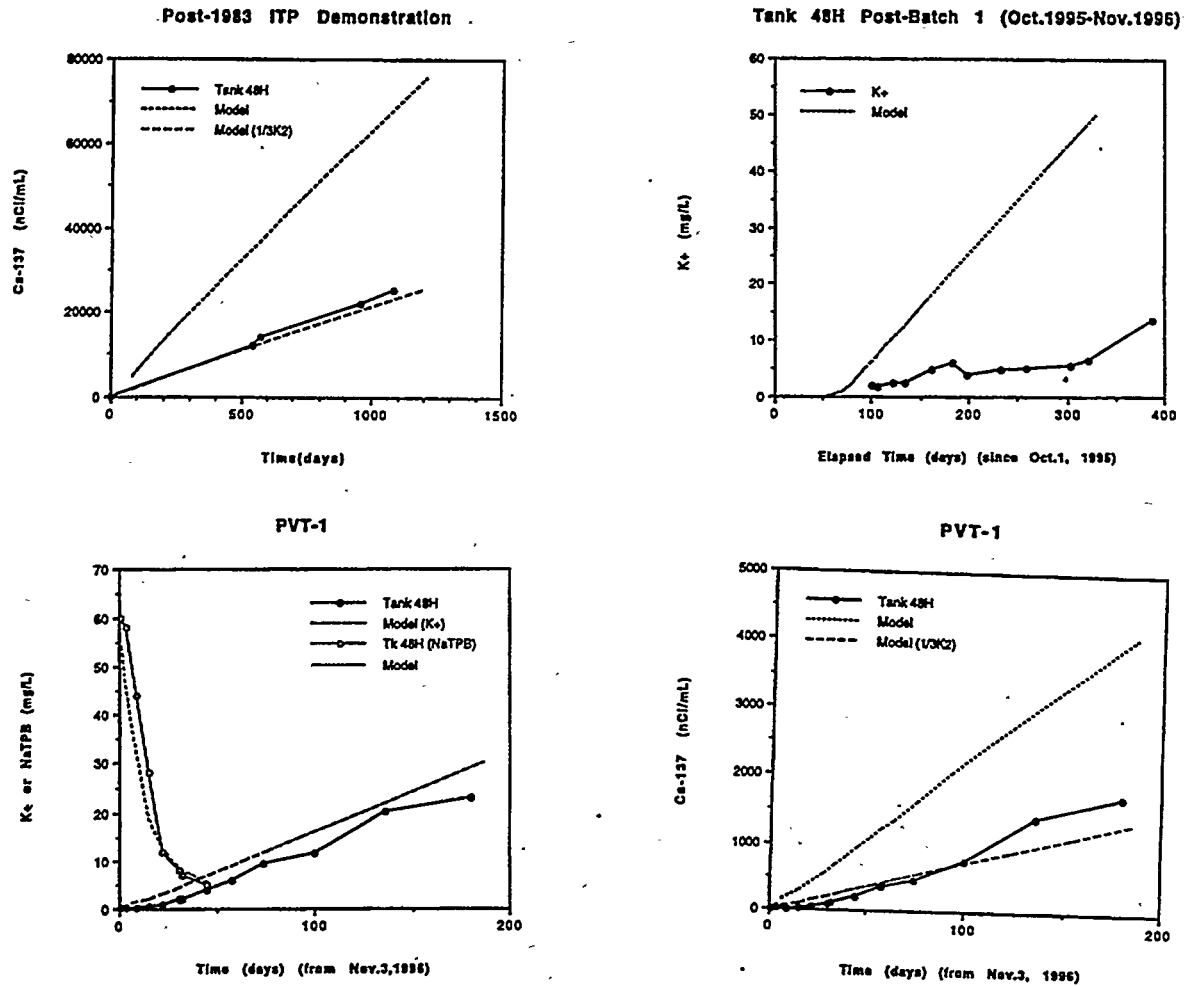 Post-1983 ITP Demonstration
80000
60000
40000
20000
0
Tank 48H
Model
Model (1/3K2)
Cs-137 (nCi/mL)
0 500 1000 1500
Time(days)
Tank 48H Post-Batch 1 (Oct.1995-Nov.1996)
60
50
40
30
20
10
0
K+
Model
K+ (mg/L)
0 100 200 300 400
Elapsed Time (days) (since Oct.1, 1995)
PVT-1
70
60
50
40
30
20
10
0
Tank 48H
Model (K+)
Tk 48H (NaTPB)
Model
K+ or NaTPB (mg/L)
0 100 200
Time (days) (from Nov.3,1996)
PVT-1
5000
4000
3000
2000
1000
0
Tank 48H
Model
Model (1/3K2)
Cs-137 (nCi/mL)
0 100 200
Time (days) (from Nov.3, 1996)